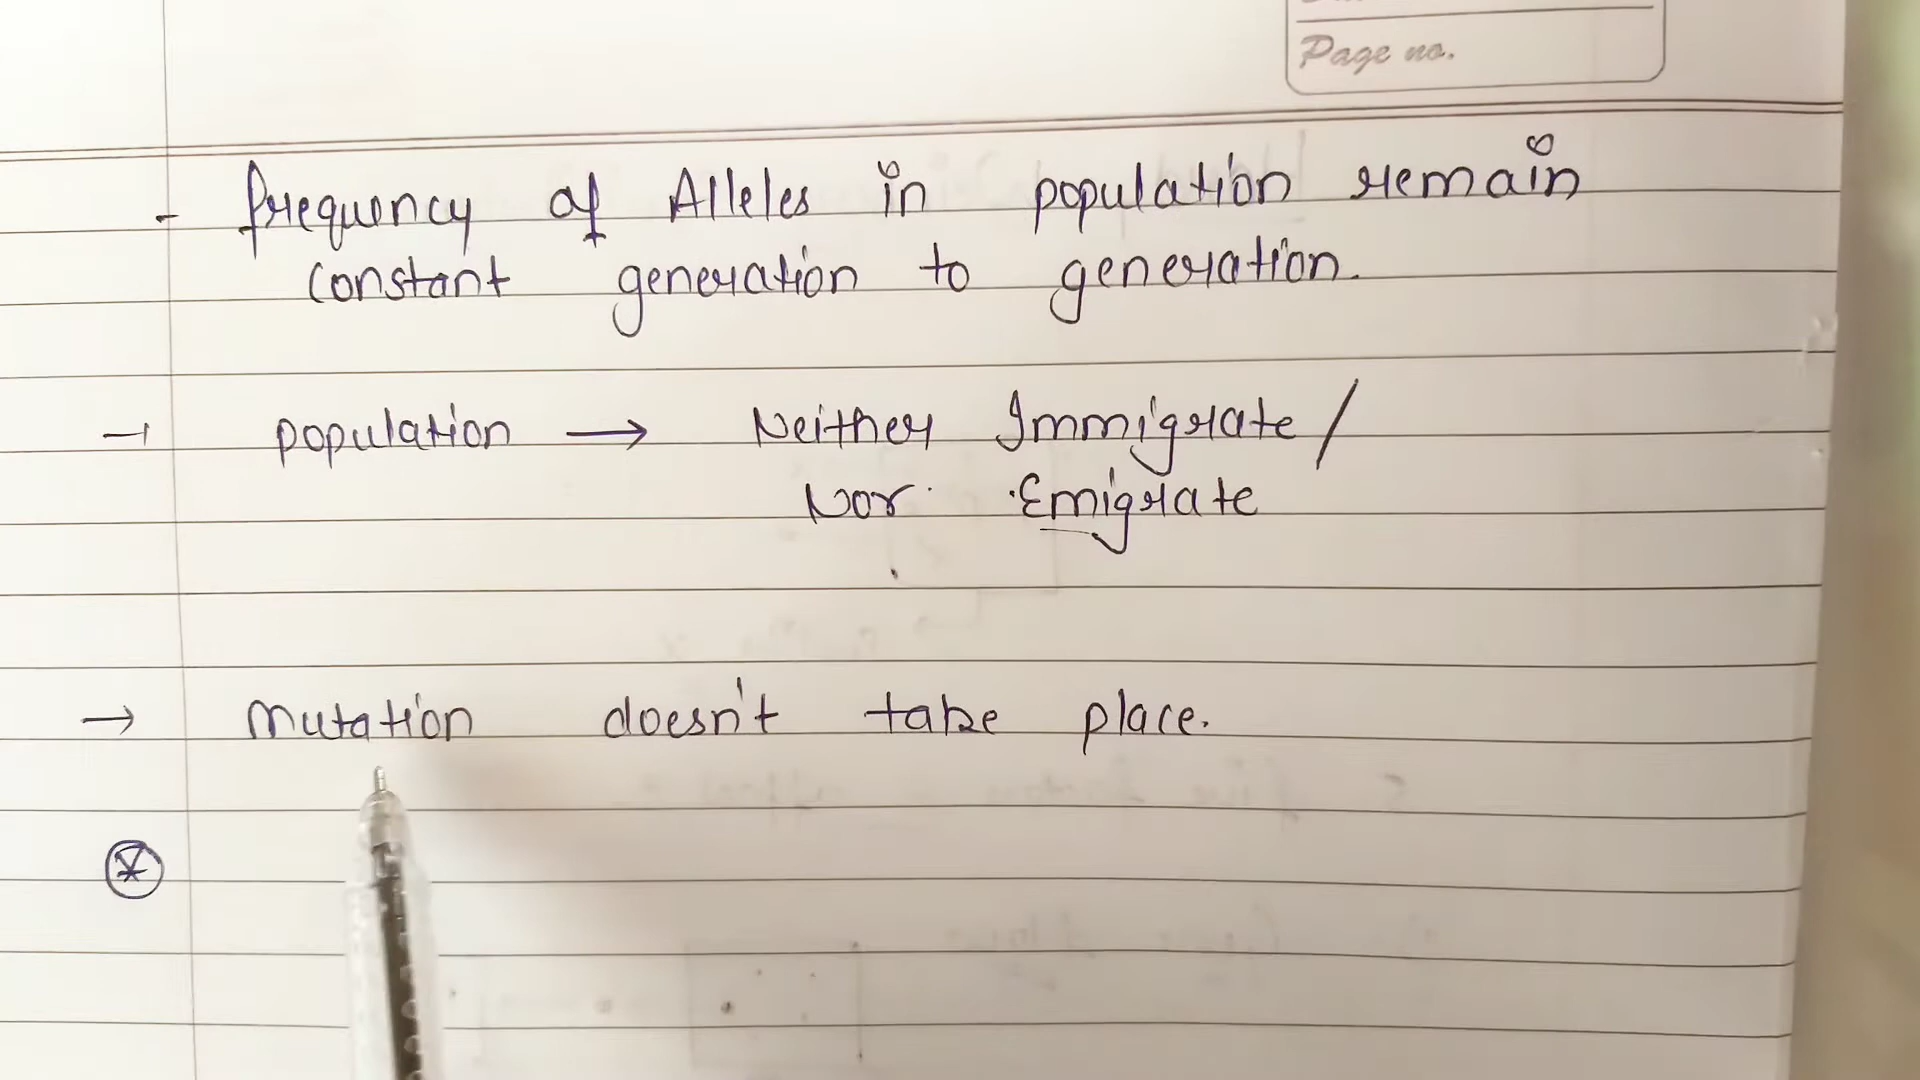 Page no.
- frequency of Alleles in population remain
constant generation to generation.
- population → Neither Immigrate /
Nor Emigrate
→ Mutation doesn't take place.